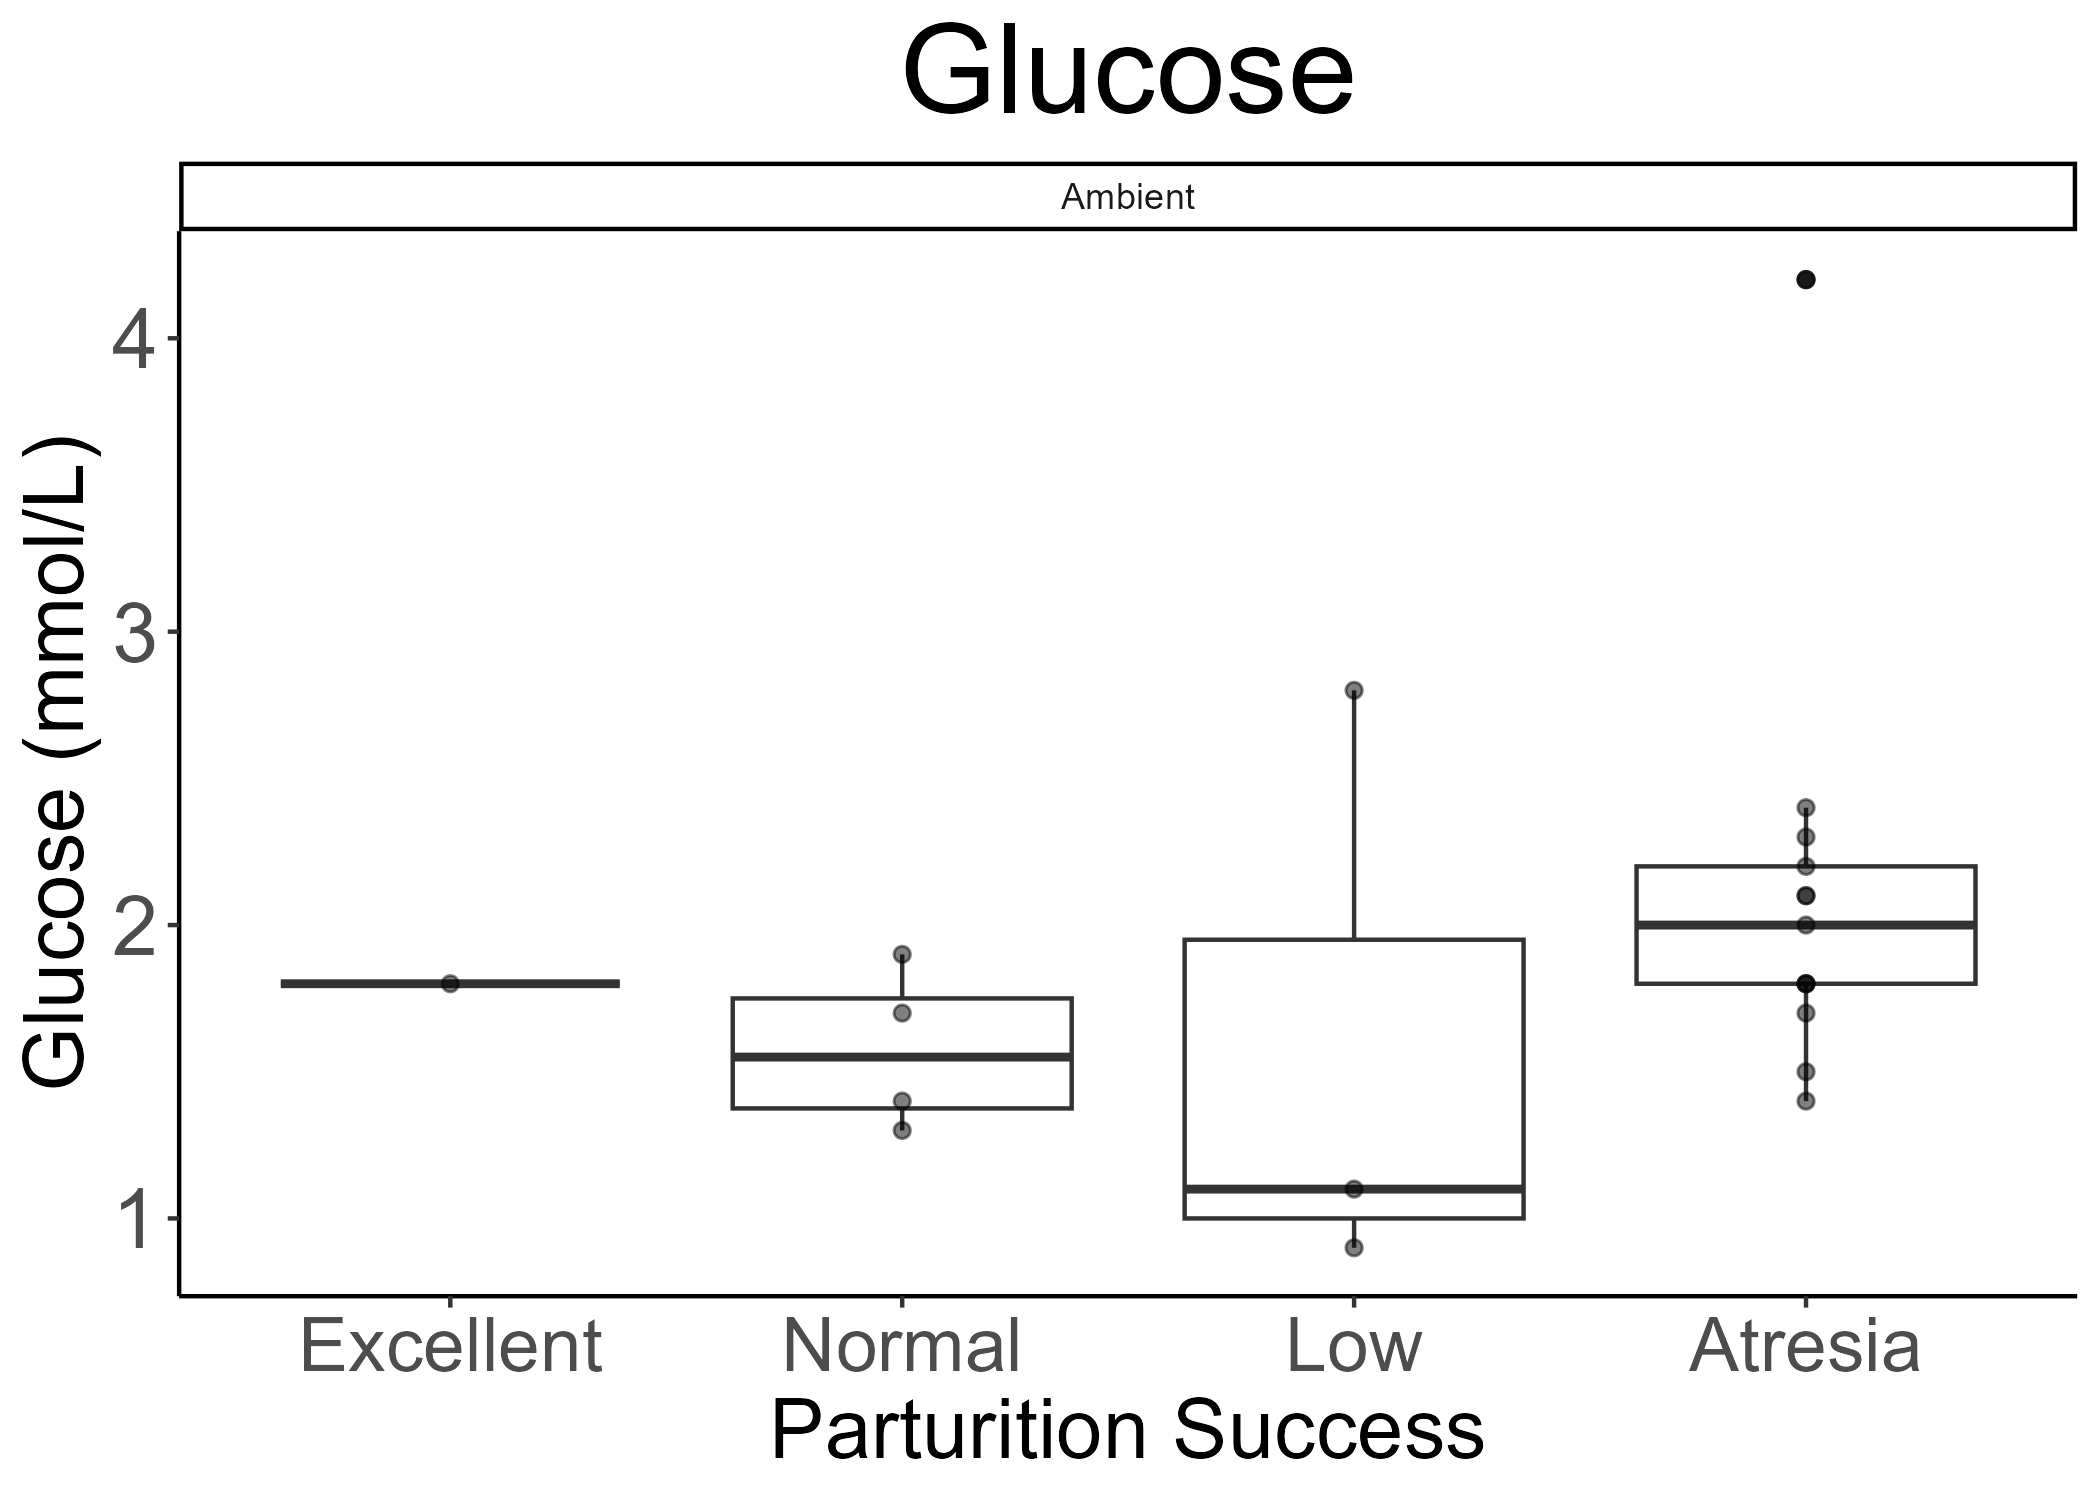 Glucose
Ambient
Glucose (mmol/L)
4
3
2
1
Excellent Normal Low Atresia
Parturition Success